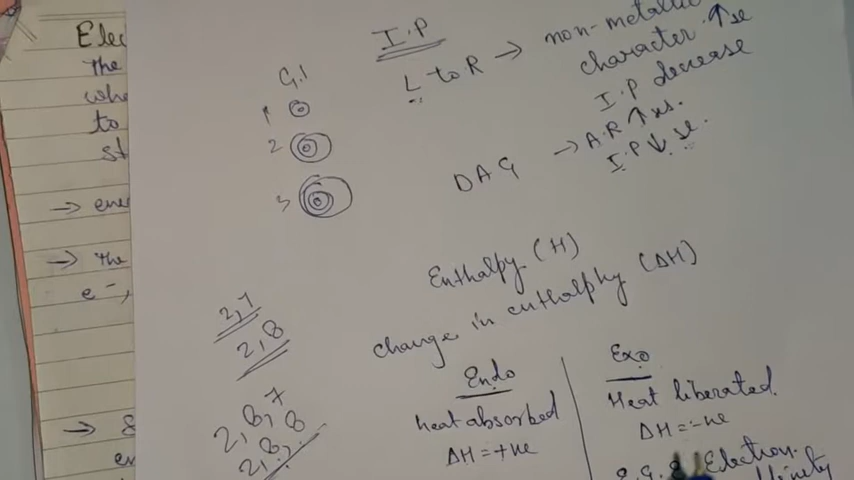 Elec
the
whe
to
st
→ ene
→ the
e⁻,
→ 8
en
I.P
L to R → non-metallic
character ↑se
I.P decrease
G.1
1
2
3
DAG → A.R ↑ses.
I.P ↓ se.
Enthalpy (H)
change in enthalphy (ΔH)
2,7
2,8
2,8,7
2,8,8
Endo
heat absorbed
ΔH = +ve
Exo
Heat liberated
ΔH = -ve
e.g. Electron